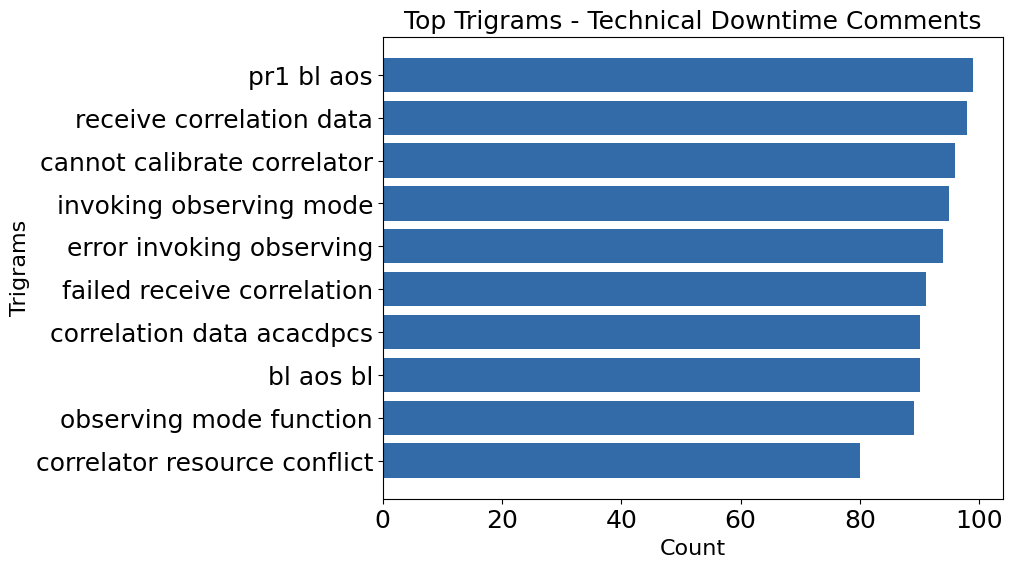 Top Trigrams - Technical Downtime Comments
Trigrams
pr1 bl aos
receive correlation data
cannot calibrate correlator
invoking observing mode
error invoking observing
failed receive correlation
correlation data acacdpcs
bl aos bl
observing mode function
correlator resource conflict
0 20 40 60 80 100
Count